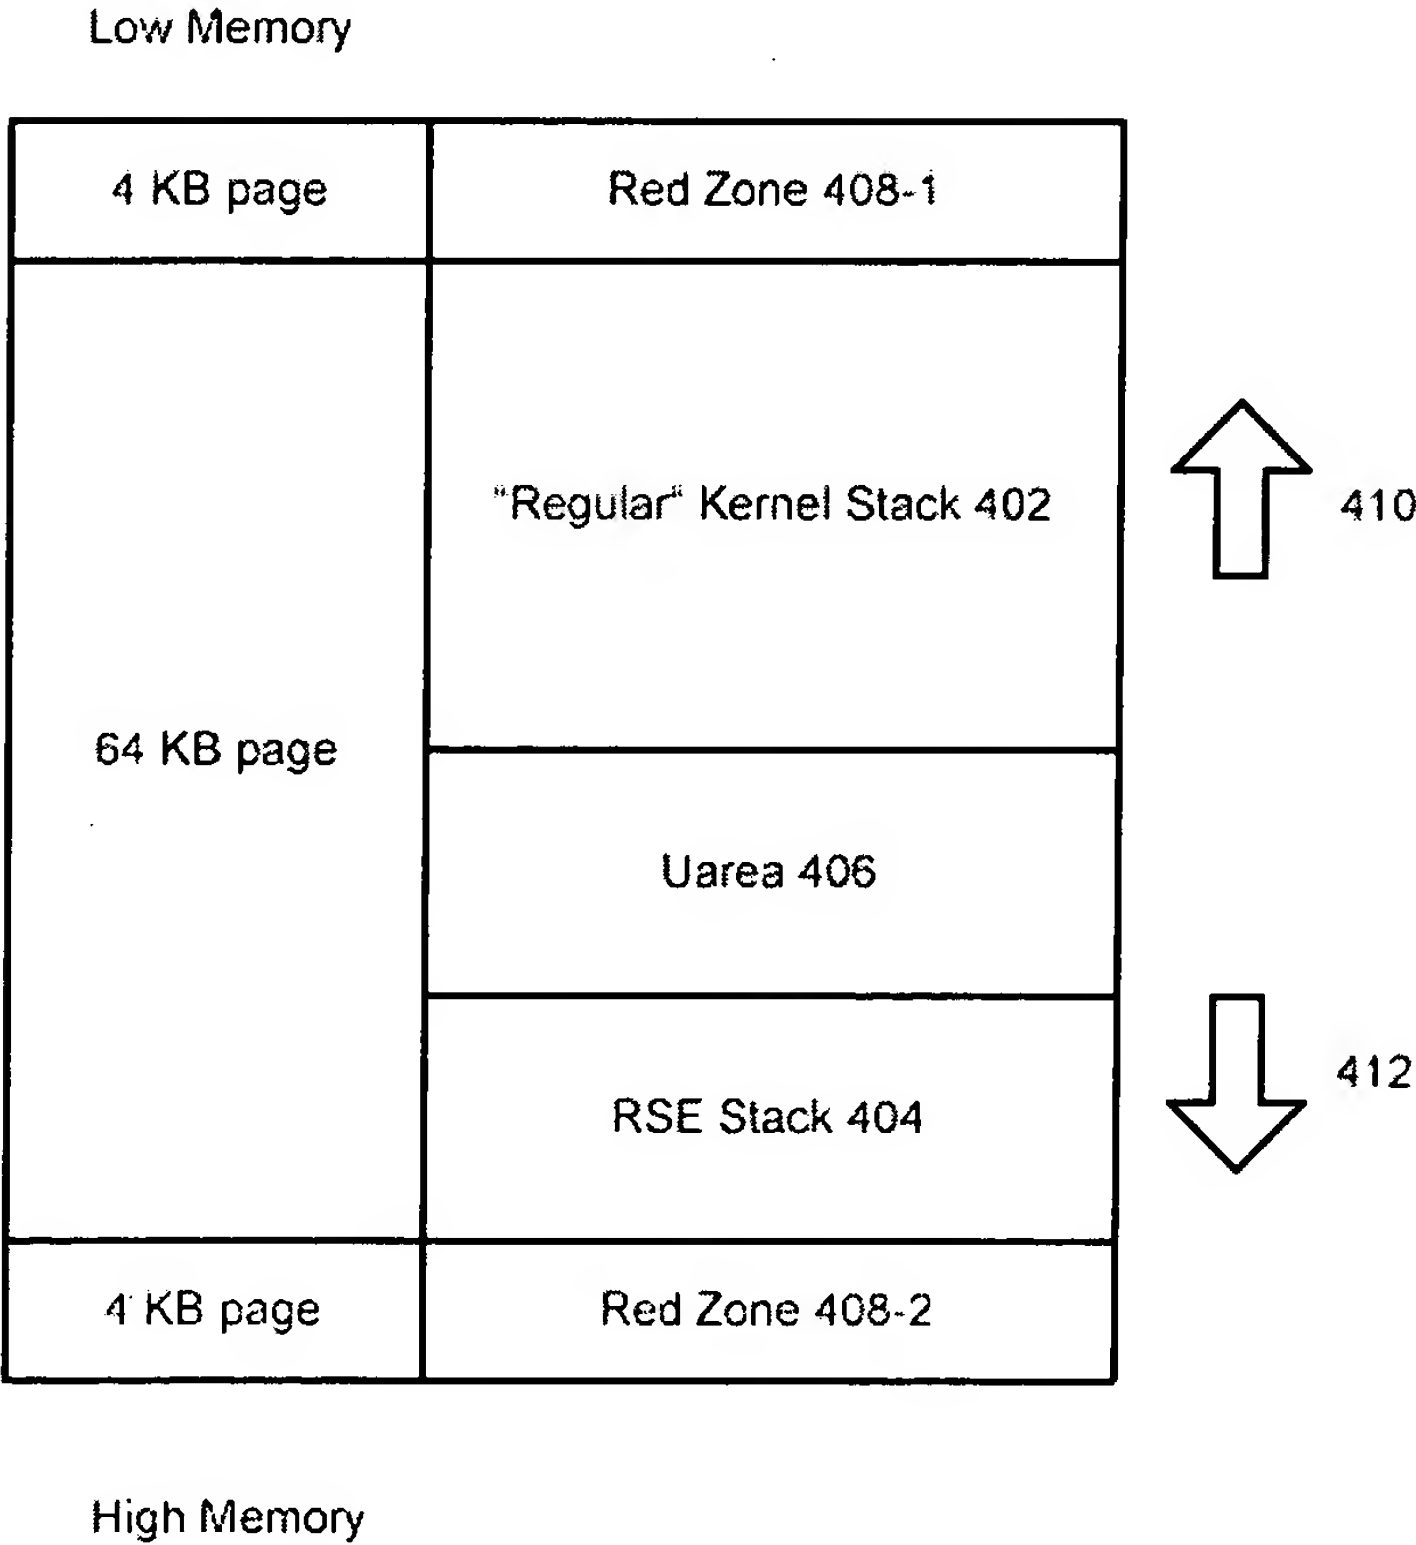 Low Memory
4 KB page
Red Zone 408-1
"Regular" Kernel Stack 402
410
64 KB page
Uarea 406
RSE Stack 404
412
4 KB page
Red Zone 408-2
High Memory